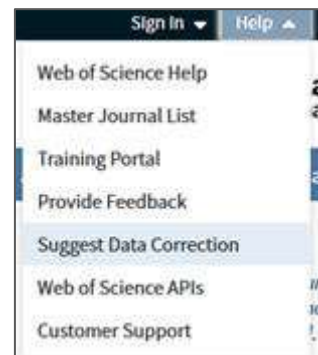 Sign In Help
Web of Science Help
Master Journal List
Training Portal
Provide Feedback
Suggest Data Correction
Web of Science APIs
Customer Support